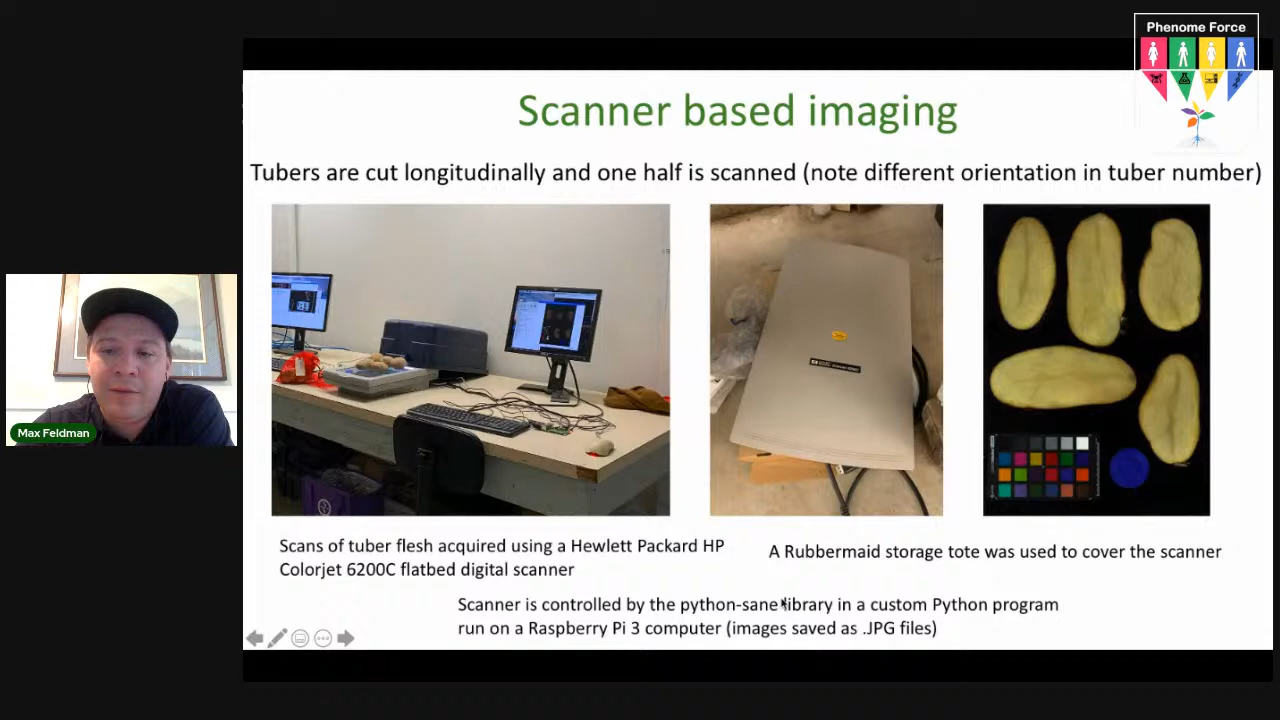 Phenome Force
Scanner based imaging
Tubers are cut longitudinally and one half is scanned (note different orientation in tuber number)
Max Feldman
Scans of tuber flesh acquired using a Hewlett Packard HP
Colorjet 6200C flatbed digital scanner
A Rubbermaid storage tote was used to cover the scanner
Scanner is controlled by the python-sane library in a custom Python program
run on a Raspberry Pi 3 computer (images saved as .JPG files)